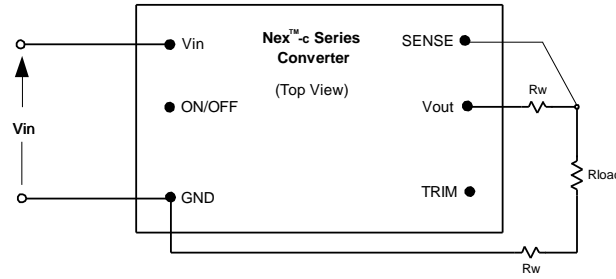 Nex™-c Series
Converter
(Top View)
Vin
SENSE
ON/OFF
Vout
Rw
Vin
Rload
GND
TRIM
Rw